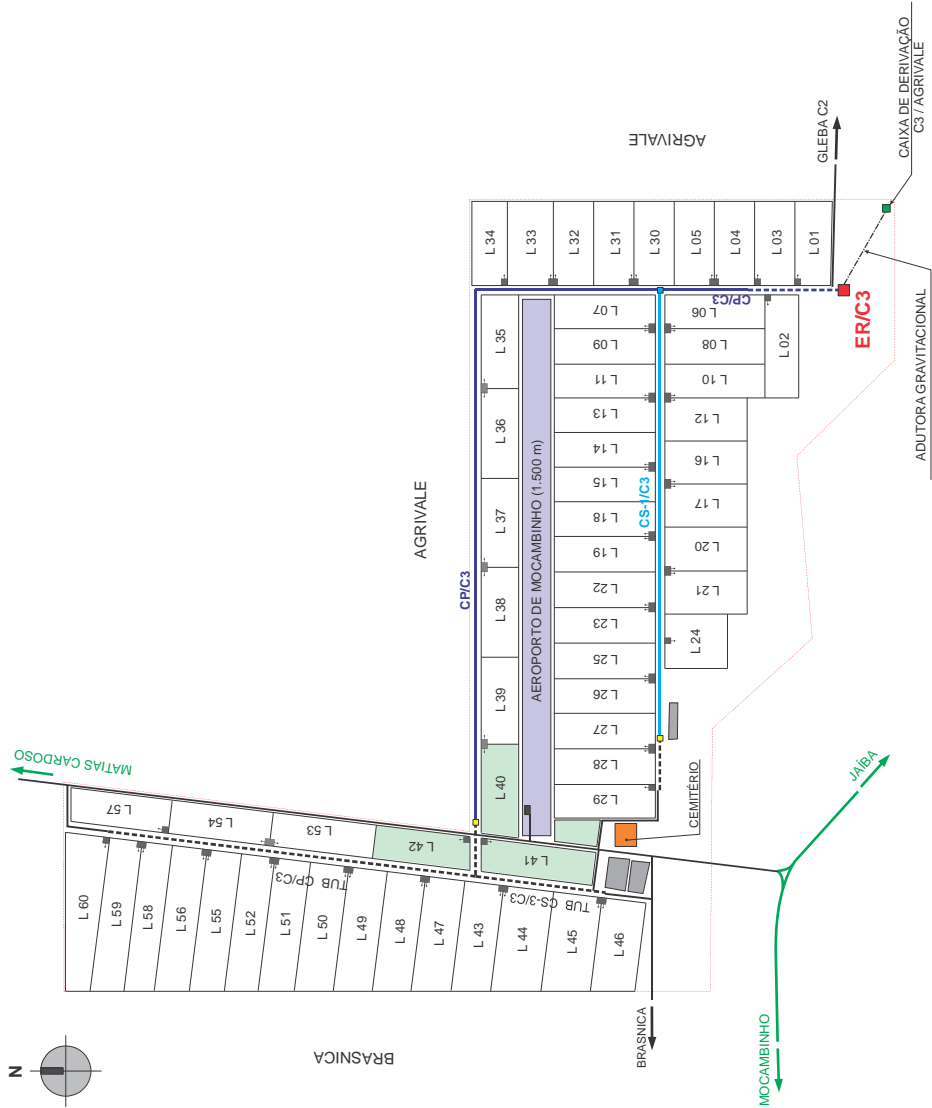 CAIXA DE DERIVAÇÃO
C3 / AGRIVALE
GLEBA C2
AGRIVALE
L 34
L 33
L 32
L 31
L 30
L 05
L 04
L 03
L 01
CP/C3
ER/C3
ADUTORA GRAVITACIONAL
L 35
L 36
L 37
L 38
L 39
L 40
AEROPORTO DE MOCAMBINHO (1.500 m)
L 07
L 09
L 11
L 13
L 14
L 15
L 18
L 19
L 22
L 23
L 25
L 26
L 27
L 28
L 29
L 06
L 08
L 10
L 02
L 12
L 16
L 17
L 20
L 21
L 24
CS-1/C3
AGRIVALE
CP/C3
MATIAS CARDOSO
L 57
L 54
L 53
L 42
L 41
TUB CP/C3
TUB CS-3/C3
L 60
L 59
L 58
L 56
L 55
L 52
L 51
L 50
L 49
L 48
L 47
L 43
L 44
L 45
L 46
CEMITÉRIO
JAÍBA
BRASNICA
MOCAMBINHO
BRASNICA
N